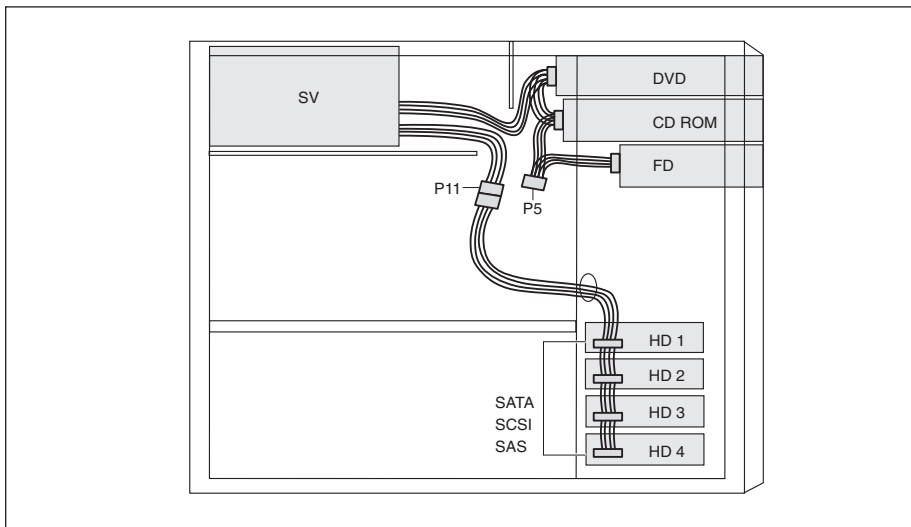 SV
DVD
CD ROM
FD
P11
P5
HD 1
HD 2
HD 3
HD 4
SATA
SCSI
SAS